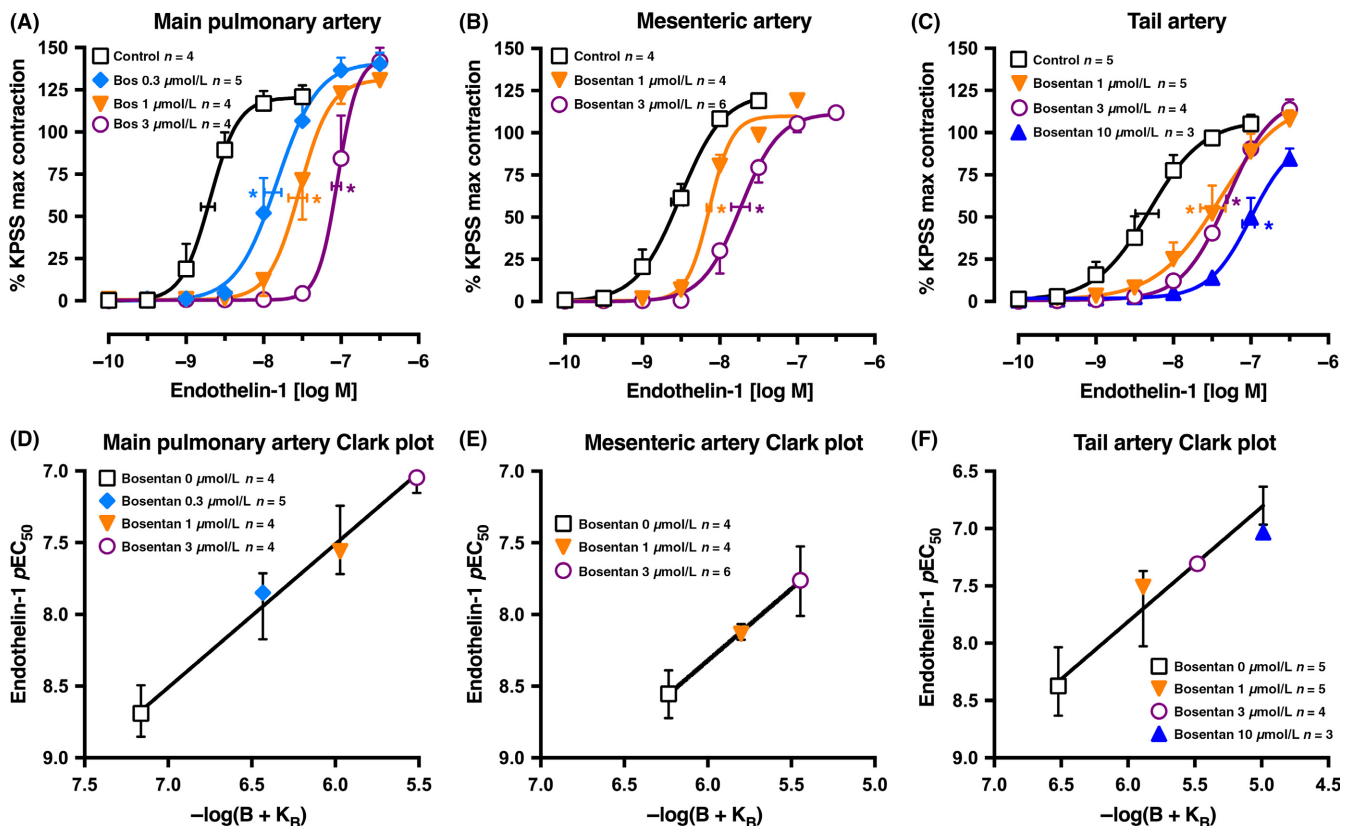 (A) Main pulmonary artery
% KPSS max contraction
150
125
100
75
50
25
0
Control n = 4
Bos 0.3 µmol/L n = 5
Bos 1 µmol/L n = 4
Bos 3 µmol/L n = 4
*
*
*
–10 –9 –8 –7 –6 –5
Endothelin-1 [log M]
(B) Mesenteric artery
% KPSS max contraction
150
125
100
75
50
25
0
Control n = 4
Bosentan 1 µmol/L n = 4
Bosentan 3 µmol/L n = 6
*
*
–10 –9 –8 –7 –6
Endothelin-1 [log M]
(C) Tail artery
% KPSS max contraction
150
125
100
75
50
25
0
Control n = 5
Bosentan 1 µmol/L n = 5
Bosentan 3 µmol/L n = 4
Bosentan 10 µmol/L n = 3
*
*
*
–10 –9 –8 –7 –6
Endothelin-1 [log M]
(D) Main pulmonary artery Clark plot
Endothelin-1 pEC50
7.0
7.5
8.0
8.5
9.0
Bosentan 0 µmol/L n = 4
Bosentan 0.3 µmol/L n = 5
Bosentan 1 µmol/L n = 4
Bosentan 3 µmol/L n = 4
7.5 7.0 6.5 6.0 5.5
–log(B + KB)
(E) Mesenteric artery Clark plot
Endothelin-1 pEC50
7.0
7.5
8.0
8.5
9.0
Bosentan 0 µmol/L n = 4
Bosentan 1 µmol/L n = 4
Bosentan 3 µmol/L n = 6
7.0 6.5 6.0 5.5 5.0
–log(B + KB)
(F) Tail artery Clark plot
Endothelin-1 pEC50
6.5
7.0
7.5
8.0
8.5
9.0
Bosentan 0 µmol/L n = 5
Bosentan 1 µmol/L n = 5
Bosentan 3 µmol/L n = 4
Bosentan 10 µmol/L n = 3
7.0 6.5 6.0 5.5 5.0 4.5
–log(B + KB)